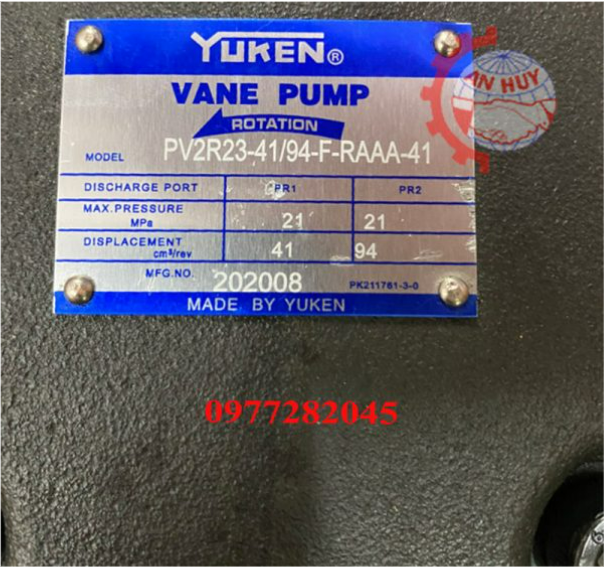 YUKEN®
AN HUY
VANE PUMP
ROTATION
MODEL PV2R23-41/94-F-RAAA-41
DISCHARGE PORT PR1 PR2
MAX.PRESSURE MPa 21 21
DISPLACEMENT cm³/rev 41 94
MFG.NO. 202008 PK211761-3-0
MADE BY YUKEN
0977282045